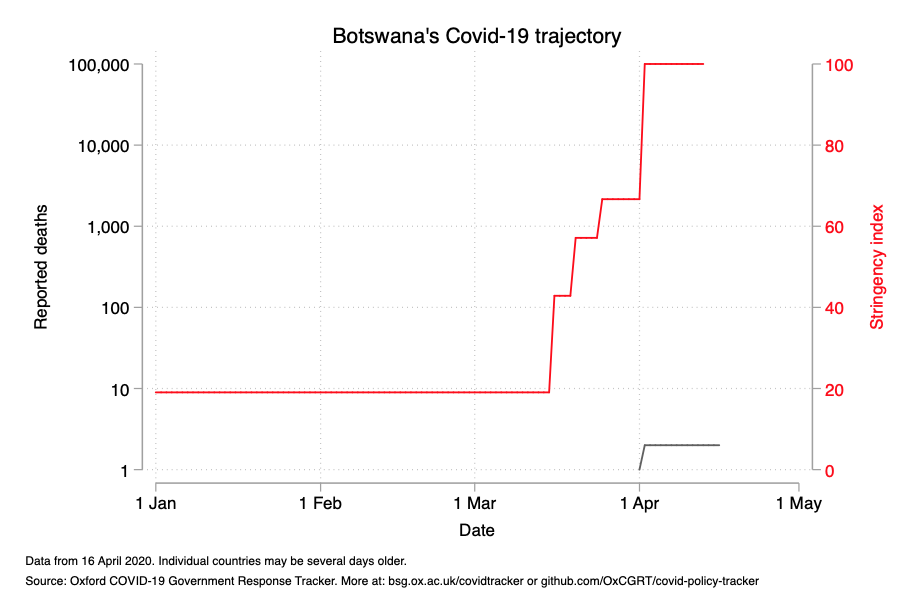 Botswana's Covid-19 trajectory
100,000
10,000
1,000
100
10
1
Reported deaths
100
80
60
40
20
0
Stringency index
1 Jan
1 Feb
1 Mar
1 Apr
1 May
Date
Data from 16 April 2020. Individual countries may be several days older.
Source: Oxford COVID-19 Government Response Tracker. More at: bsg.ox.ac.uk/covidtracker or github.com/OxCGRT/covid-policy-tracker